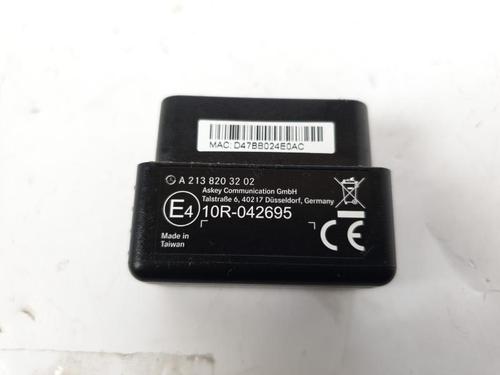 MAC: D47BB024E0AC
A 213 820 32 02
Askey Communication GmbH
Talstraße 6, 40217 Düsseldorf, Germany
E4 10R-042695
Made in
Taiwan
CE